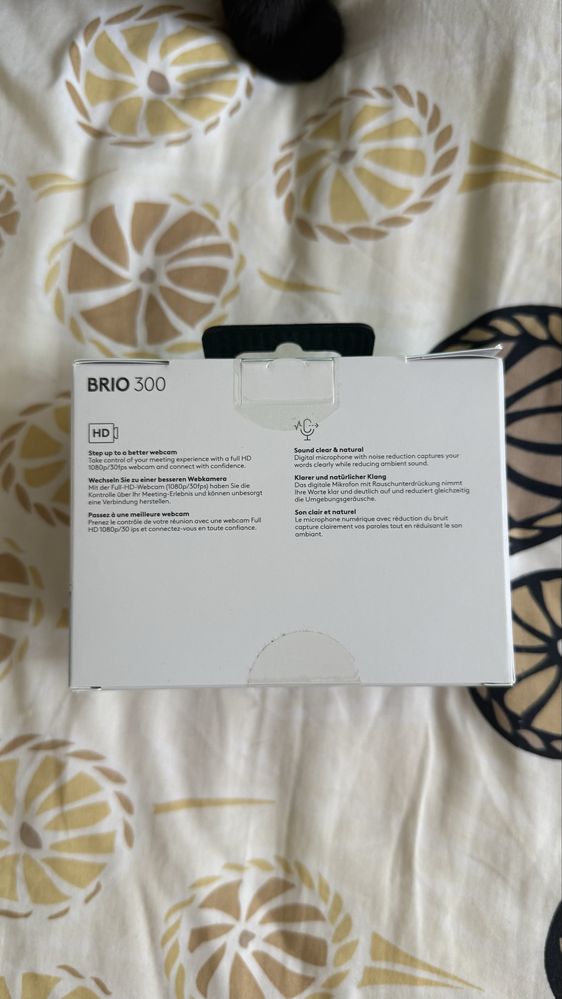 BRIO 300
HD
Step up to a better webcam
Take control of your meeting experience with a full HD
1080p/30fps webcam and connect with confidence.
Wechseln Sie zu einer besseren Webkamera
Mit der Full-HD-Webcam (1080p/30fps) haben Sie die
Kontrolle über Ihr Meeting-Erlebnis und können unbesorgt
eine Verbindung herstellen.
Passez à une meilleure webcam
Prenez le contrôle de votre réunion avec une webcam Full
HD 1080p/30 ips et connectez-vous en toute confiance.
Sound clear & natural
Digital microphone with noise reduction captures your
words clearly while reducing ambient sound.
Klarer und natürlicher Klang
Das digitale Mikrofon mit Rauschunterdrückung nimmt
Ihre Worte klar und deutlich auf und reduziert gleichzeitig
die Umgebungsgeräusche.
Son clair et naturel
Le microphone numérique avec réduction du bruit
capture clairement vos paroles tout en réduisant le son
ambiant.